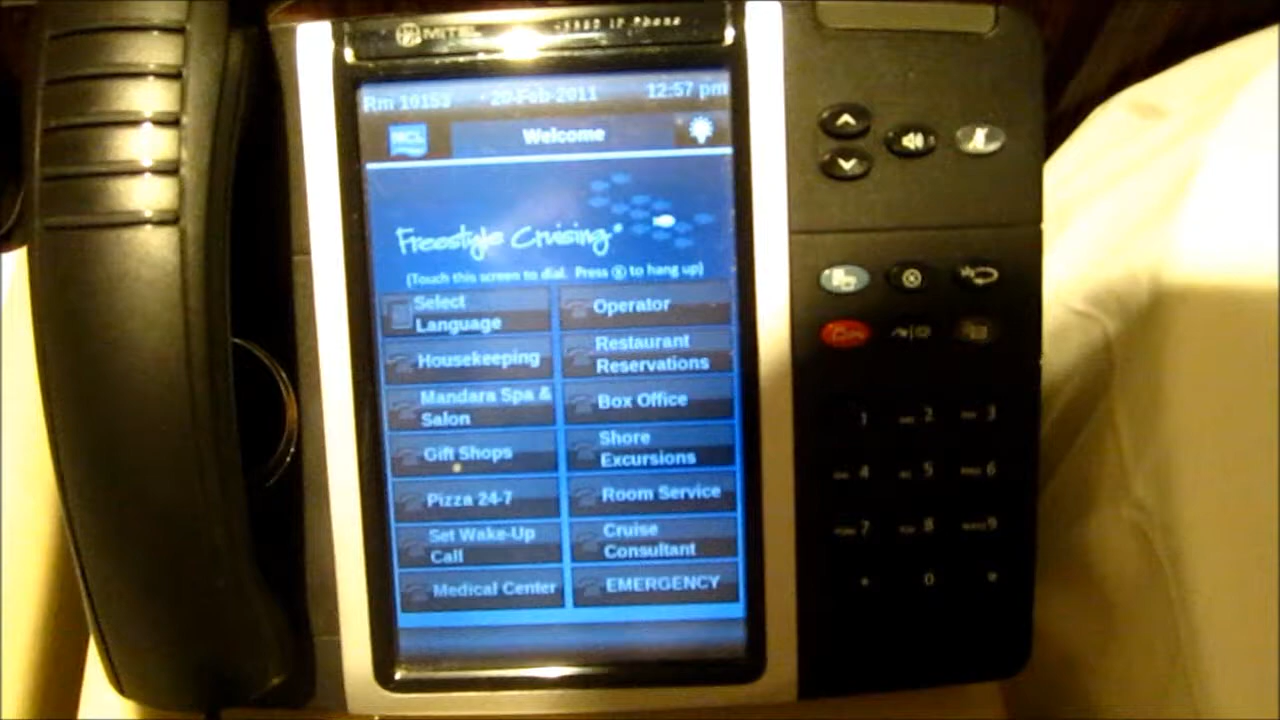 MITEL
IP Phone
Rm 10153 20-Feb-2011 12:57 pm
NCL
Welcome
Freestyle Cruising
(Touch this screen to dial. Press ⓧ to hang up)
Select
Language
Operator
Housekeeping
Restaurant
Reservations
Mandara Spa &
Salon
Box Office
Gift Shops
Shore
Excursions
Pizza 24-7
Room Service
Set Wake-Up
Call
Cruise
Consultant
Medical Center
EMERGENCY
1 2 3
4 5 6
7 8 9
* 0 #